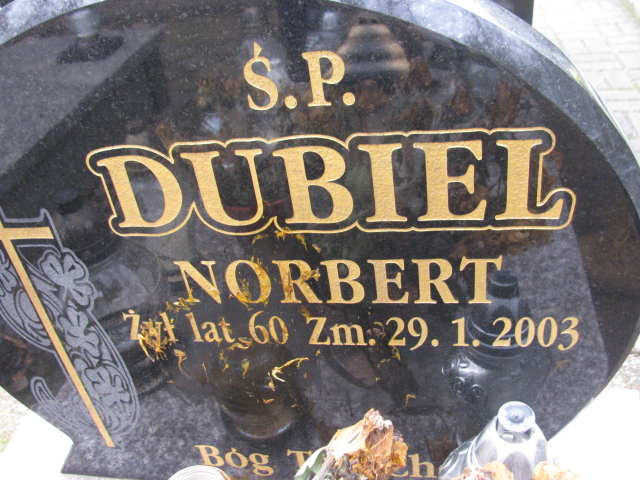 Ś.P.
DUBIEL
NORBERT
Żył lat 60 Zm. 29. 1. 2003
Bóg